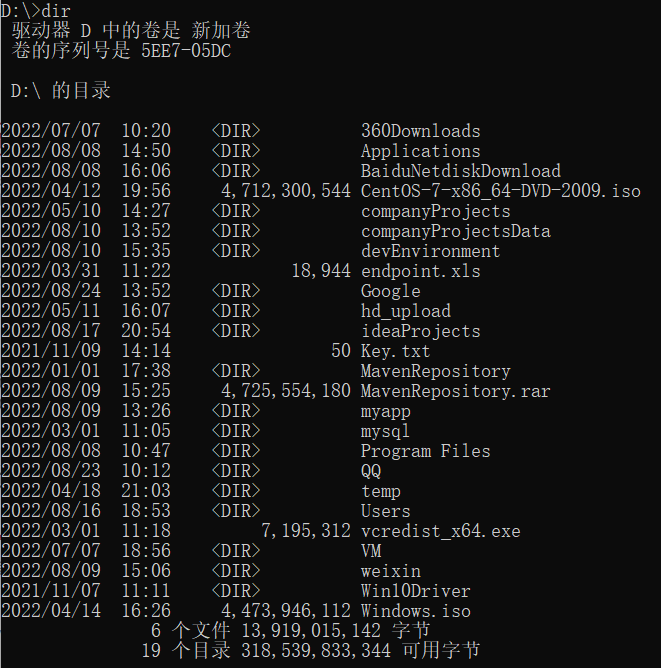 D:\>dir
驱动器 D 中的卷是 新加卷
卷的序列号是 5EE7-05DC
D:\ 的目录
2022/07/07  10:20    <DIR>          360Downloads
2022/08/08  14:50    <DIR>          Applications
2022/08/08  16:06    <DIR>          BaiduNetdiskDownload
2022/04/12  19:56     4,712,300,544 CentOS-7-x86_64-DVD-2009.iso
2022/05/10  14:27    <DIR>          companyProjects
2022/08/10  13:52    <DIR>          companyProjectsData
2022/08/10  15:35    <DIR>          devEnvironment
2022/03/31  11:22            18,944 endpoint.xls
2022/08/24  13:52    <DIR>          Google
2022/05/11  16:07    <DIR>          hd_upload
2022/08/17  20:54    <DIR>          ideaProjects
2021/11/09  14:14                50 Key.txt
2022/01/01  17:38    <DIR>          MavenRepository
2022/08/09  15:25     4,725,554,180 MavenRepository.rar
2022/08/09  13:26    <DIR>          myapp
2022/03/01  11:05    <DIR>          mysql
2022/08/08  10:47    <DIR>          Program Files
2022/08/23  10:12    <DIR>          QQ
2022/04/18  21:03    <DIR>          temp
2022/08/16  18:53    <DIR>          Users
2022/03/01  11:18         7,195,312 vcredist_x64.exe
2022/07/07  18:56    <DIR>          VM
2022/08/09  15:06    <DIR>          weixin
2021/11/07  11:11    <DIR>          Win10Driver
2022/04/14  16:26     4,473,946,112 Windows.iso
6 个文件 13,919,015,142 字节
19 个目录 318,539,833,344 可用字节